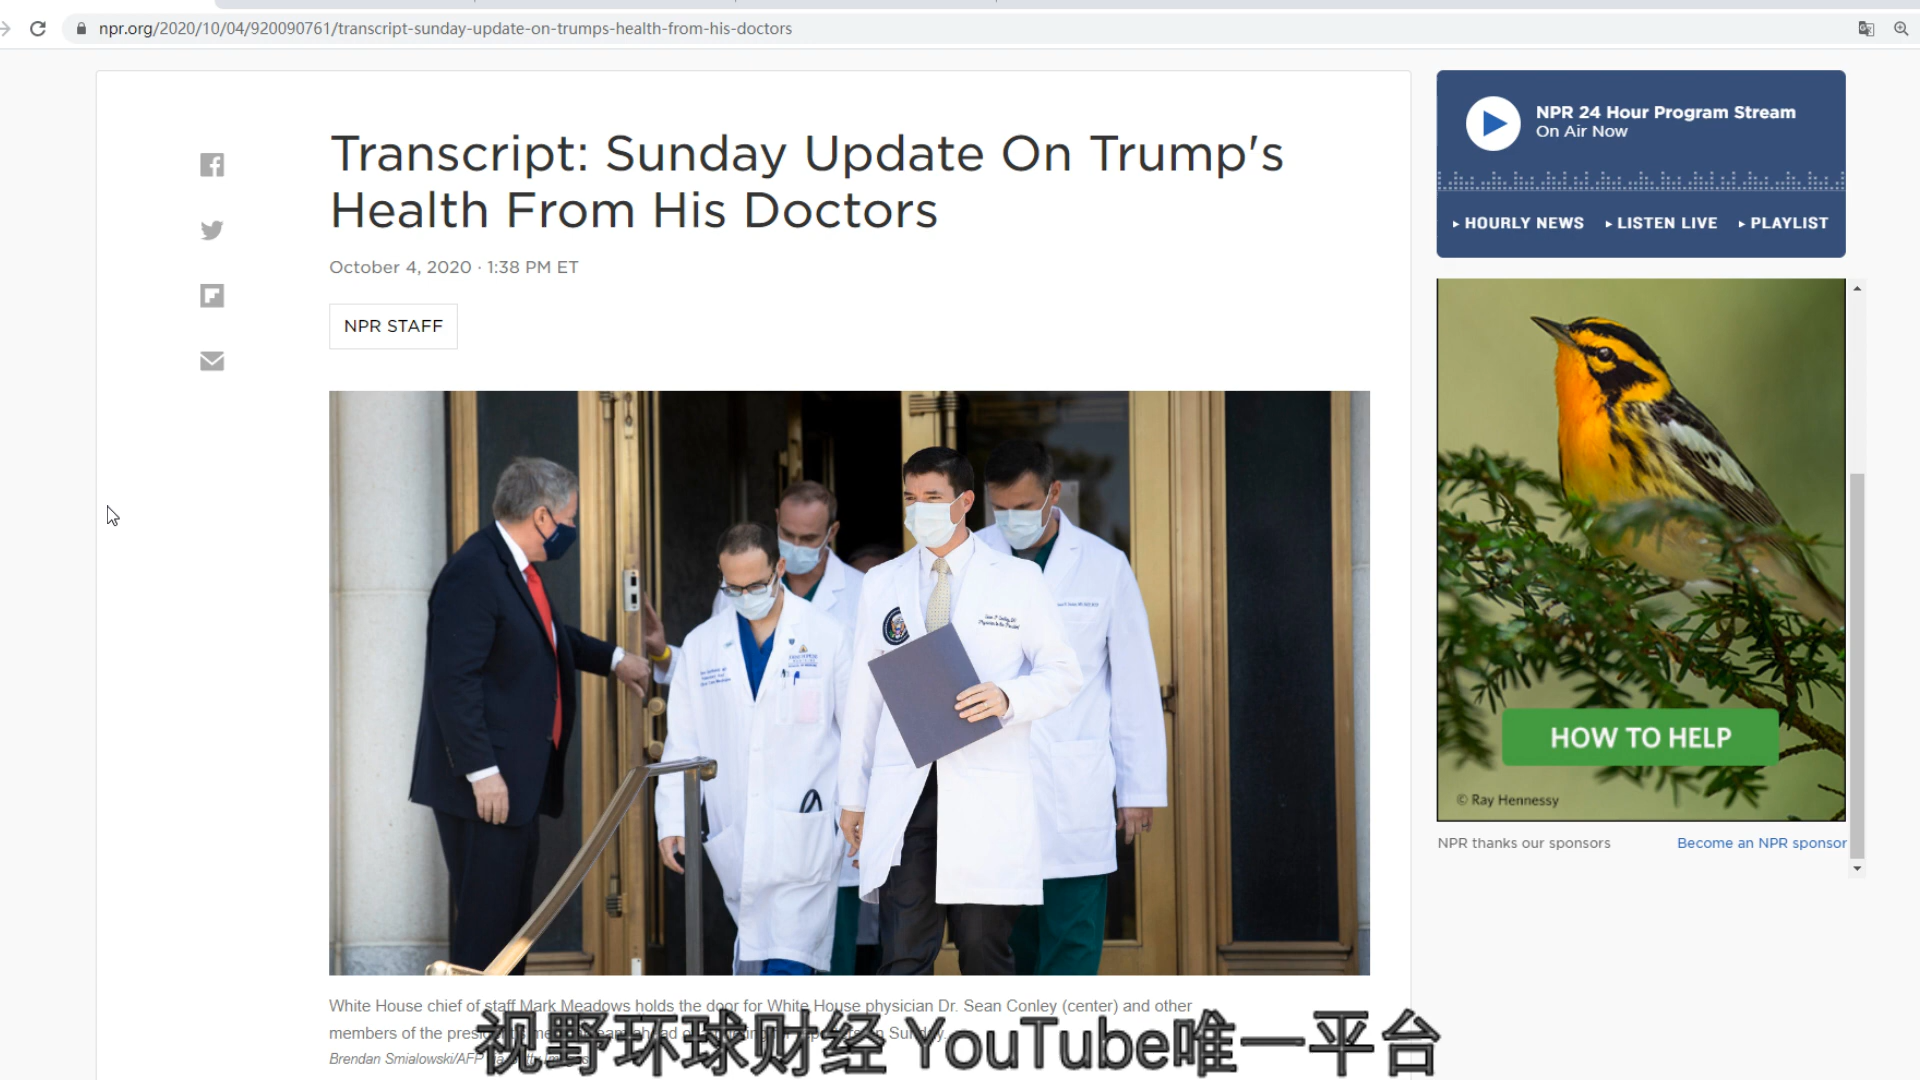 npr.org/2020/10/04/920090761/transcript-sunday-update-on-trumps-health-from-his-doctors
Transcript: Sunday Update On Trump's
Health From His Doctors
October 4, 2020 · 1:38 PM ET
NPR STAFF
White House chief of staff Mark Meadows holds the door for White House physician Dr. Sean Conley (center) and other
members of the president's
Sunday.
Brendan Smialowski/AFP
视野环球财经 YouTube唯一平台
NPR 24 Hour Program Stream
On Air Now
▸ HOURLY NEWS ▸ LISTEN LIVE ▸ PLAYLIST
HOW TO HELP
© Ray Hennessy
NPR thanks our sponsors
Become an NPR sponsor